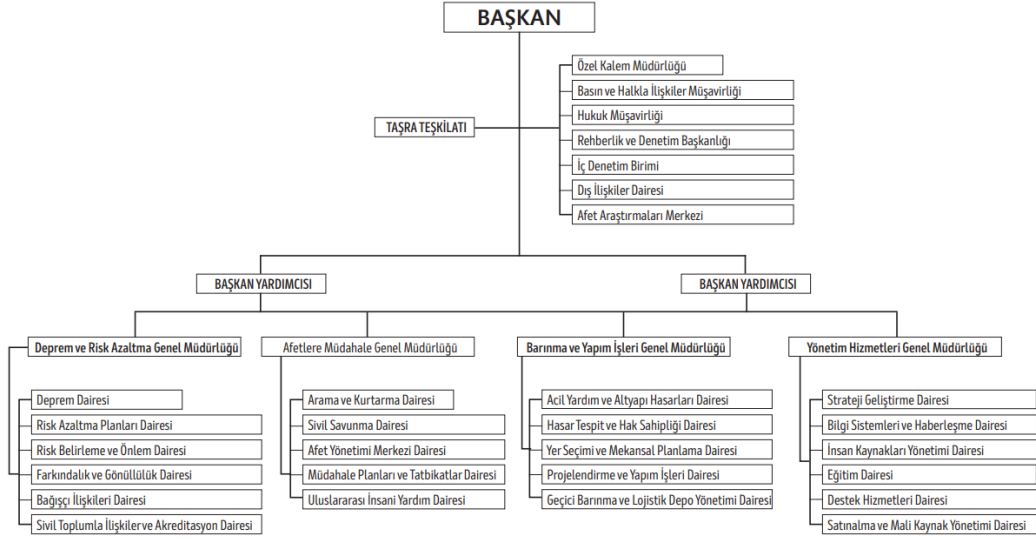 BAŞKAN
Özel Kalem Müdürlüğü
Basın ve Halkla İlişkiler Müşavirliği
Hukuk Müşavirliği
TAŞRA TEŞKİLATI
Rehberlik ve Denetim Başkanlığı
İç Denetim Birimi
Dış İlişkiler Dairesi
Afet Araştırmaları Merkezi
BAŞKAN YARDIMCISI
BAŞKAN YARDIMCISI
Deprem ve Risk Azaltma Genel Müdürlüğü
Deprem Dairesi
Risk Azaltma Planları Dairesi
Risk Belirleme ve Önlem Dairesi
Farkındalık ve Gönüllülük Dairesi
Bağışçı İlişkileri Dairesi
Sivil Toplumla İlişkiler ve Akreditasyon Dairesi
Afetlere Müdahale Genel Müdürlüğü
Arama ve Kurtarma Dairesi
Sivil Savunma Dairesi
Afet Yönetimi Merkezi Dairesi
Müdahale Planları ve Tatbikatlar Dairesi
Uluslararası İnsani Yardım Dairesi
Barınma ve Yapım İşleri Genel Müdürlüğü
Acil Yardım ve Altyapı Hasarları Dairesi
Hasar Tespit ve Hak Sahipliği Dairesi
Yer Seçimi ve Mekansal Planlama Dairesi
Projelendirme ve Yapım İşleri Dairesi
Geçici Barınma ve Lojistik Depo Yönetimi Dairesi
Yönetim Hizmetleri Genel Müdürlüğü
Strateji Geliştirme Dairesi
Bilgi Sistemleri ve Haberleşme Dairesi
İnsan Kaynakları Yönetimi Dairesi
Eğitim Dairesi
Destek Hizmetleri Dairesi
Satınalma ve Mali Kaynak Yönetimi Dairesi